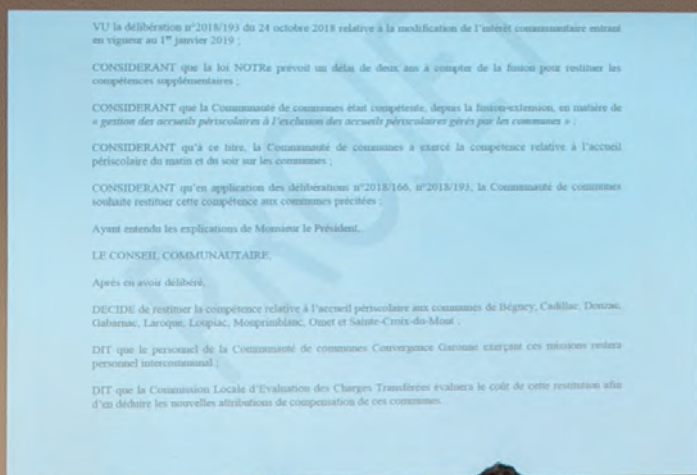 VU la délibération n°2018/193 du 24 octobre 2018 relative à la modification de l'intérêt communautaire entrant
en vigueur au 1er janvier 2019 ;
CONSIDERANT que la loi NOTRe prévoit un délai de deux ans à compter de la fusion pour restituer les
compétences supplémentaires ;
CONSIDERANT que la Communauté de communes était compétente, depuis la fusion-extension, en matière de
« gestion des accueils périscolaires à l'exclusion des accueils périscolaires gérés par les communes » ;
CONSIDERANT qu'à ce titre, la Communauté de communes a exercé la compétence relative à l'accueil
périscolaire du matin et du soir sur les communes ;
CONSIDERANT qu'en application des délibérations n°2018/166, n°2018/193, la Communauté de communes
souhaite restituer cette compétence aux communes précitées ;
Ayant entendu les explications de Monsieur le Président,
LE CONSEIL COMMUNAUTAIRE,
Après en avoir délibéré,
DECIDE de restituer la compétence relative à l'accueil périscolaire aux communes de Béguey, Cadillac, Donzac,
Gabarnac, Laroque, Loupiac, Monprimblanc, Omet et Sainte-Croix-du-Mont ;
DIT que le personnel de la Communauté de communes Convergence Garonne exerçant ces missions restera
personnel intercommunal ;
DIT que la Commission Locale d'Evaluation des Charges Transférées évaluera le coût de cette restitution afin
d'en déduire les nouvelles attributions de compensation de ces communes.
PROJET